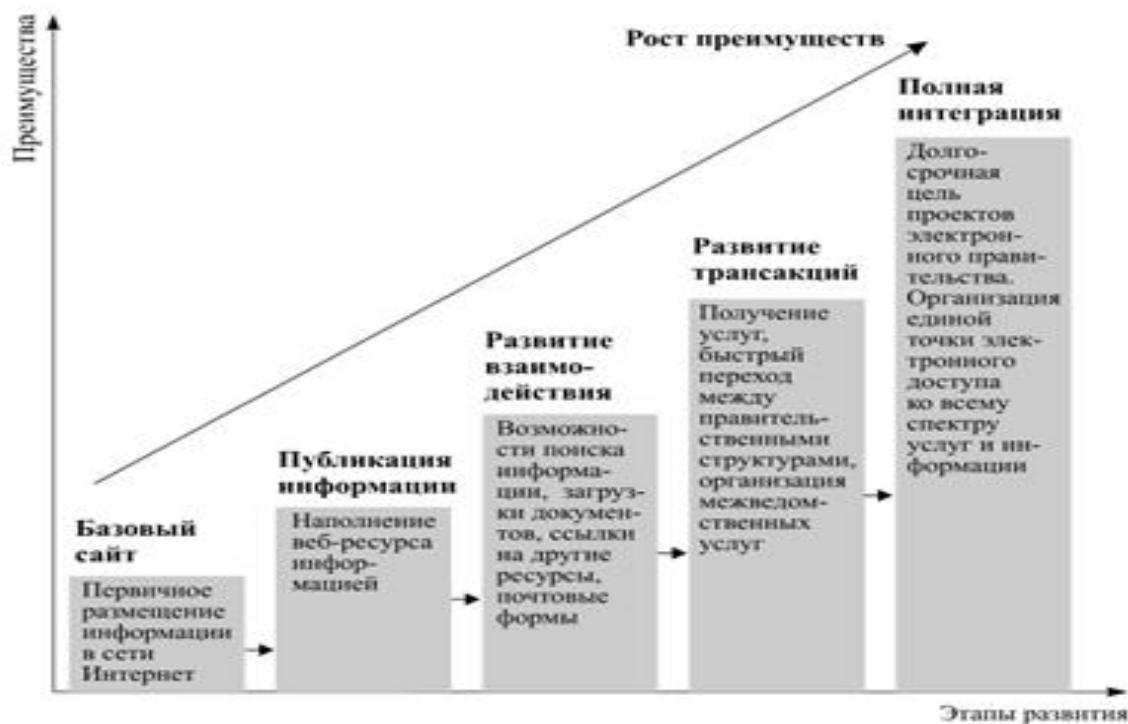 Преимущества
Рост преимуществ
Базовый
сайт
Первичное
размещение
информации
в сети
Интернет
Публикация
информации
Наполнение
веб-ресурса
инфор-
мацией
Развитие
взаимо-
действия
Возможно-
сти поиска
информа-
ции, загруз-
ки докумен-
тов, ссылки
на другие
ресурсы,
почтовые
формы
Развитие
трансакций
Получение
услуг,
быстрый
переход
между
правитель-
ственными
структурами,
организация
межведом-
ственных
услуг
Полная
интеграция
Долго-
срочная
цель
проектов
электрон-
ного прави-
тельства.
Организация
единой
точки элек-
тронного
доступа
ко всему
спектру
услуг и ин-
формации
Этапы развития